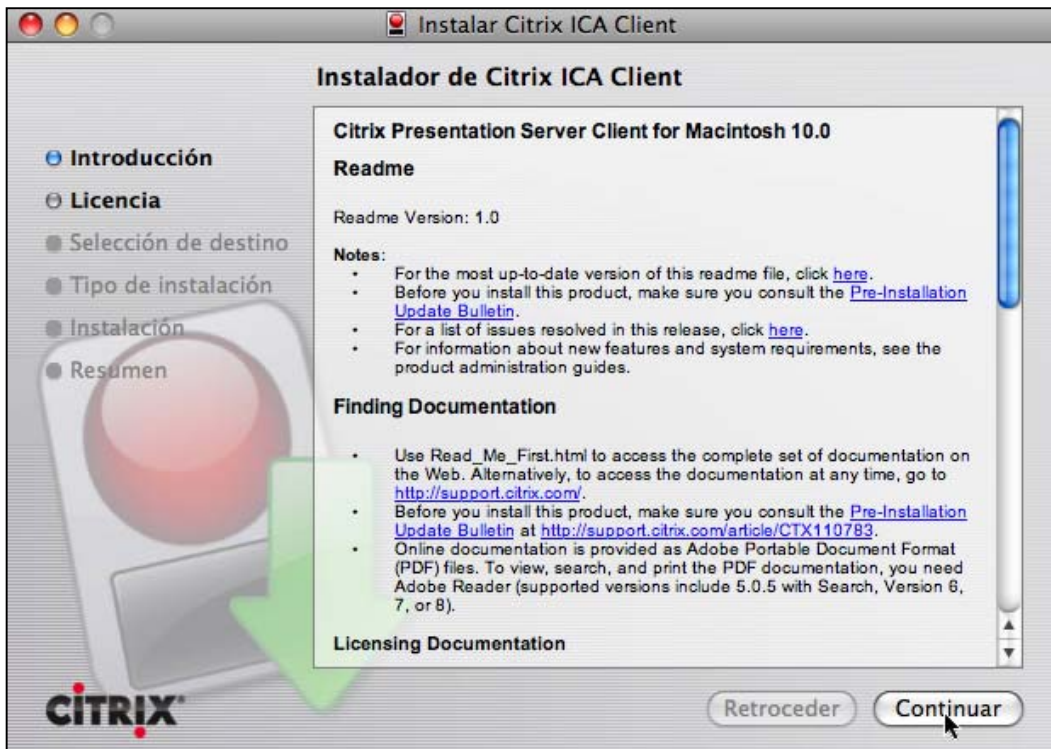 Instalar Citrix ICA Client
Instalador de Citrix ICA Client
Introducción
Licencia
Selección de destino
Tipo de instalación
Instalación
Resumen
Citrix Presentation Server Client for Macintosh 10.0
Readme
Readme Version: 1.0
Notes:
• For the most up-to-date version of this readme file, click here.
• Before you install this product, make sure you consult the Pre-Installation
Update Bulletin.
• For a list of issues resolved in this release, click here.
• For information about new features and system requirements, see the
product administration guides.
Finding Documentation
• Use Read_Me_First.html to access the complete set of documentation on
the Web. Alternatively, to access the documentation at any time, go to
http://support.citrix.com/.
• Before you install this product, make sure you consult the Pre-Installation
Update Bulletin at http://support.citrix.com/article/CTX110783.
• Online documentation is provided as Adobe Portable Document Format
(PDF) files. To view, search, and print the PDF documentation, you need
Adobe Reader (supported versions include 5.0.5 with Search, Version 6,
7, or 8).
Licensing Documentation
CITRIX®
Retroceder
Continuar